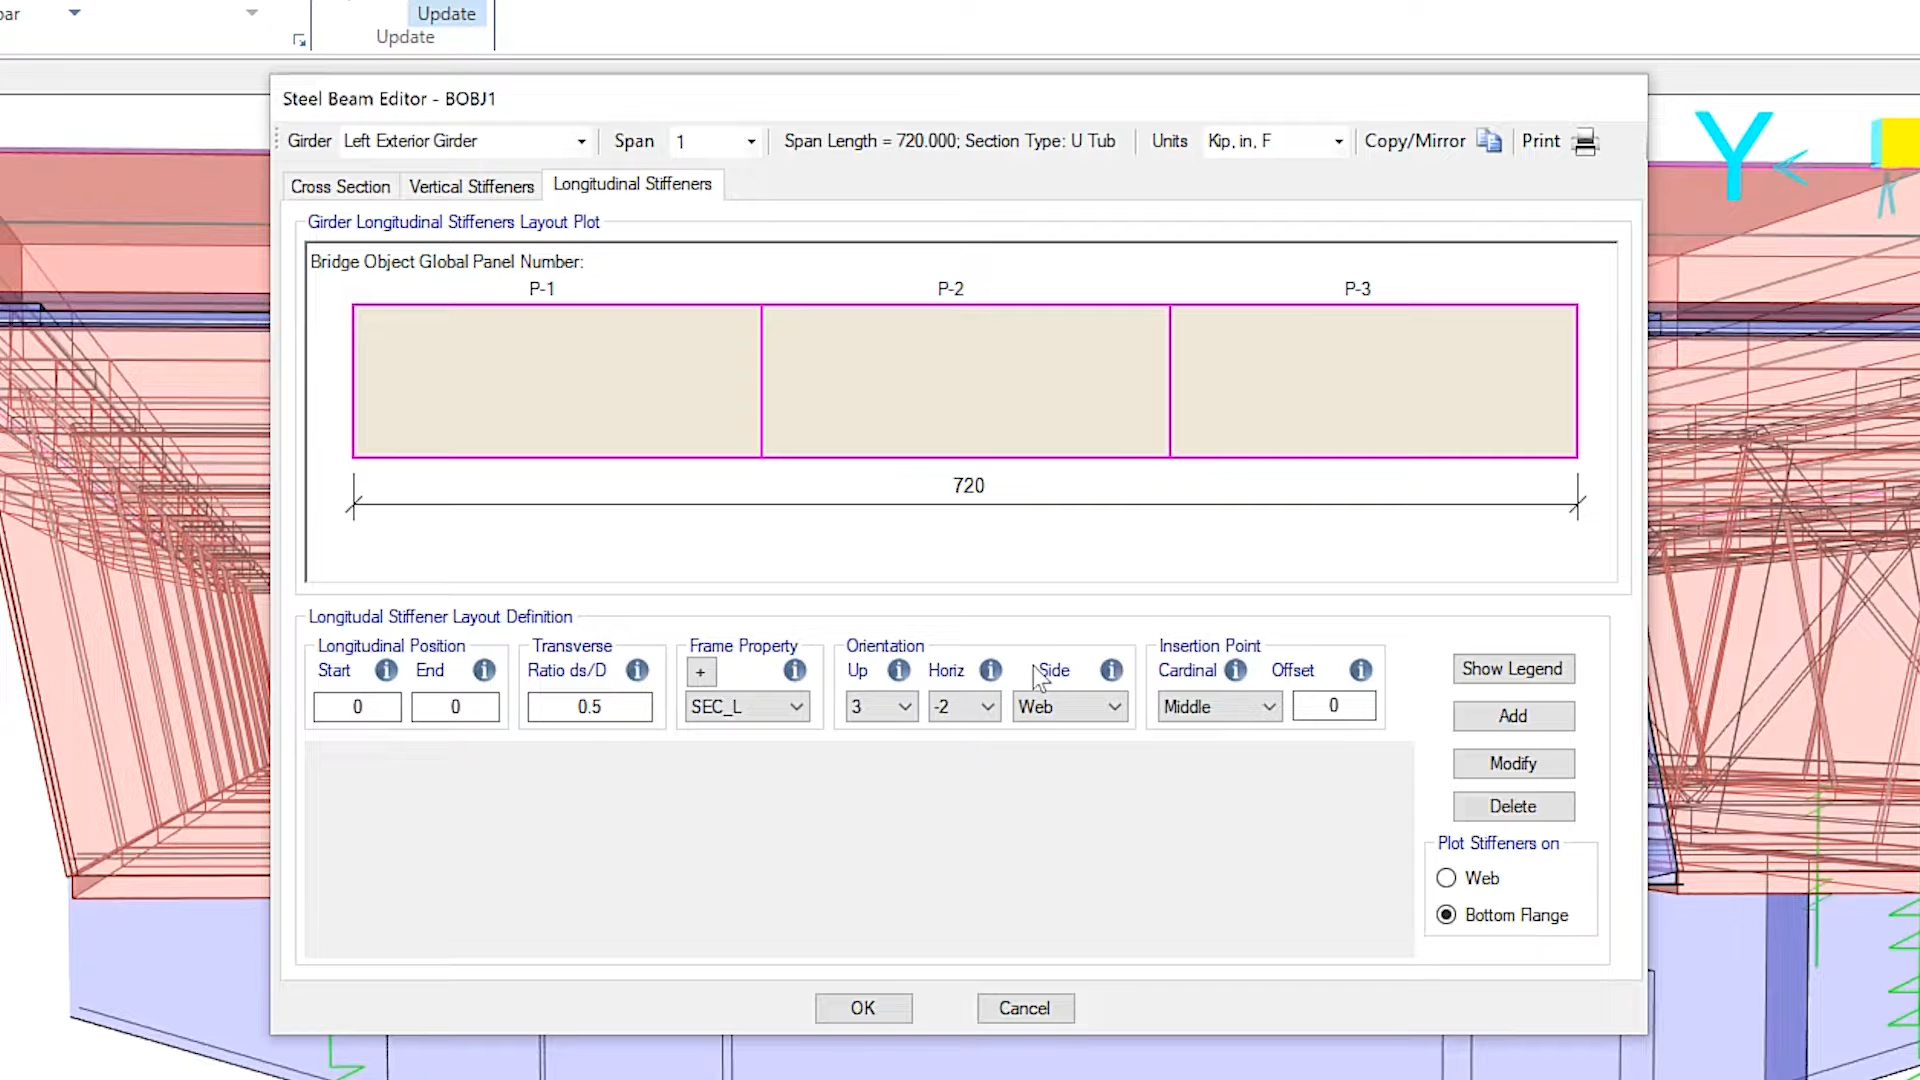 bar
Update
Update
Steel Beam Editor - BOBJ1
Girder Left Exterior Girder Span 1 Span Length = 720.000; Section Type: U Tub Units Kip, in, F Copy/Mirror Print
Cross Section Vertical Stiffeners Longitudinal Stiffeners
Girder Longitudinal Stiffeners Layout Plot
Bridge Object Global Panel Number:
P-1 P-2 P-3
720
Longitudal Stiffener Layout Definition
Longitudinal Position Transverse Frame Property Orientation Insertion Point
Start End Ratio ds/D + Up Horiz Side Cardinal Offset Show Legend
0 0 0.5 SEC_L 3 -2 Web Middle 0 Add
Modify
Delete
Plot Stiffeners on
Web
Bottom Flange
OK Cancel
Y